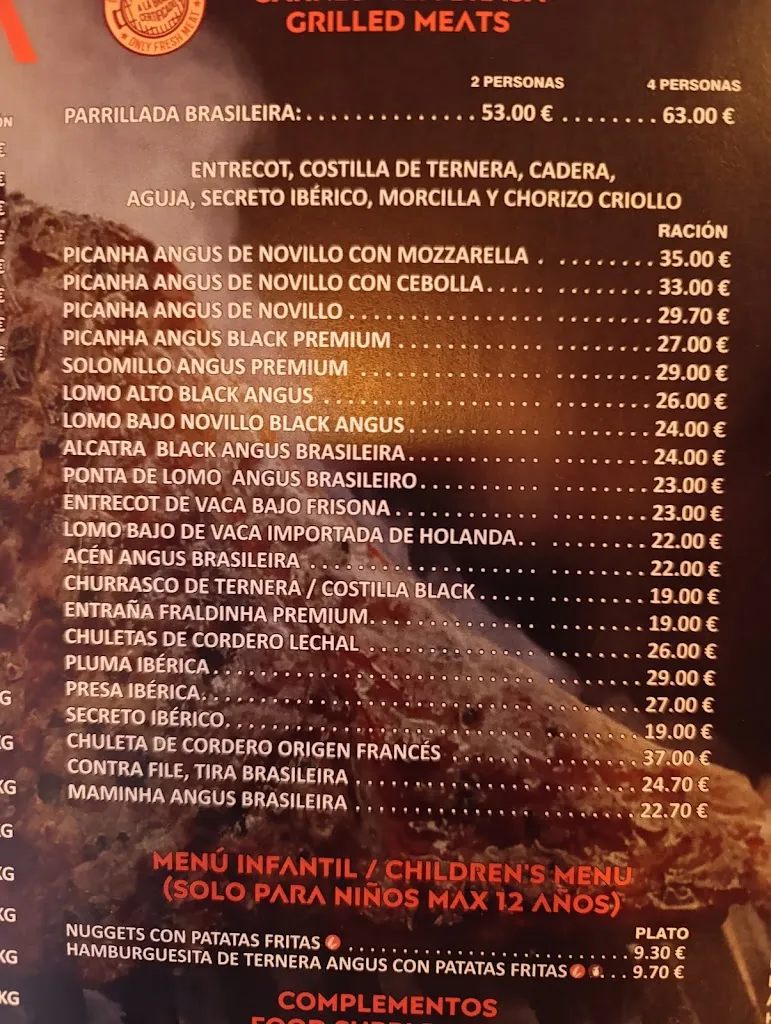 ONLY FRESH MEAT
GRILLED MEATS
2 PERSONAS 4 PERSONAS
PARRILLADA BRASILEIRA:. . . . . . . . . . . . . . 53.00 € . . . . . . . . 63.00 €
ENTRECOT, COSTILLA DE TERNERA, CADERA,
AGUJA, SECRETO IBÉRICO, MORCILLA Y CHORIZO CRIOLLO
RACIÓN
PICANHA ANGUS DE NOVILLO CON MOZZARELLA . . . . . . . . . 35.00 €
PICANHA ANGUS DE NOVILLO CON CEBOLLA . . . . . . . . . . . . 33.00 €
PICANHA ANGUS DE NOVILLO . . . . . . . . . . . . . . . . . . . . 29.70 €
PICANHA ANGUS BLACK PREMIUM . . . . . . . . . . . . . . . . 27.00 €
SOLOMILLO ANGUS PREMIUM . . . . . . . . . . . . . . . . . . . 29.00 €
LOMO ALTO BLACK ANGUS . . . . . . . . . . . . . . . . . . . . . 26.00 €
LOMO BAJO NOVILLO BLACK ANGUS . . . . . . . . . . . . . . . 24.00 €
ALCATRA BLACK ANGUS BRASILEIRA . . . . . . . . . . . . . . . 24.00 €
PONTA DE LOMO ANGUS BRASILEIRO . . . . . . . . . . . . . . 23.00 €
ENTRECOT DE VACA BAJO FRISONA . . . . . . . . . . . . . . . . 23.00 €
LOMO BAJO DE VACA IMPORTADA DE HOLANDA . . . . . . . . . 22.00 €
ACÉN ANGUS BRASILEIRA . . . . . . . . . . . . . . . . . . . . . 22.00 €
CHURRASCO DE TERNERA / COSTILLA BLACK . . . . . . . . . . . 19.00 €
ENTRAÑA FRALDINHA PREMIUM . . . . . . . . . . . . . . . . . . 19.00 €
CHULETAS DE CORDERO LECHAL . . . . . . . . . . . . . . . . . . 26.00 €
PLUMA IBÉRICA . . . . . . . . . . . . . . . . . . . . . . . . . . . 29.00 €
PRESA IBÉRICA . . . . . . . . . . . . . . . . . . . . . . . . . . . 27.00 €
SECRETO IBÉRICO . . . . . . . . . . . . . . . . . . . . . . . . . . 19.00 €
CHULETA DE CORDERO ORIGEN FRANCÉS . . . . . . . . . . . . . 37.00 €
CONTRA FILE, TIRA BRASILEIRA . . . . . . . . . . . . . . . . . . 24.70 €
MAMINHA ANGUS BRASILEIRA . . . . . . . . . . . . . . . . . . . 22.70 €
MENÚ INFANTIL / CHILDREN'S MENU
(SOLO PARA NIÑOS MAX 12 AÑOS)
PLATO
NUGGETS CON PATATAS FRITAS . . . . . . . . . . . . . . . . . . . 9.30 €
HAMBURGUESITA DE TERNERA ANGUS CON PATATAS FRITAS . . . 9.70 €
COMPLEMENTOS